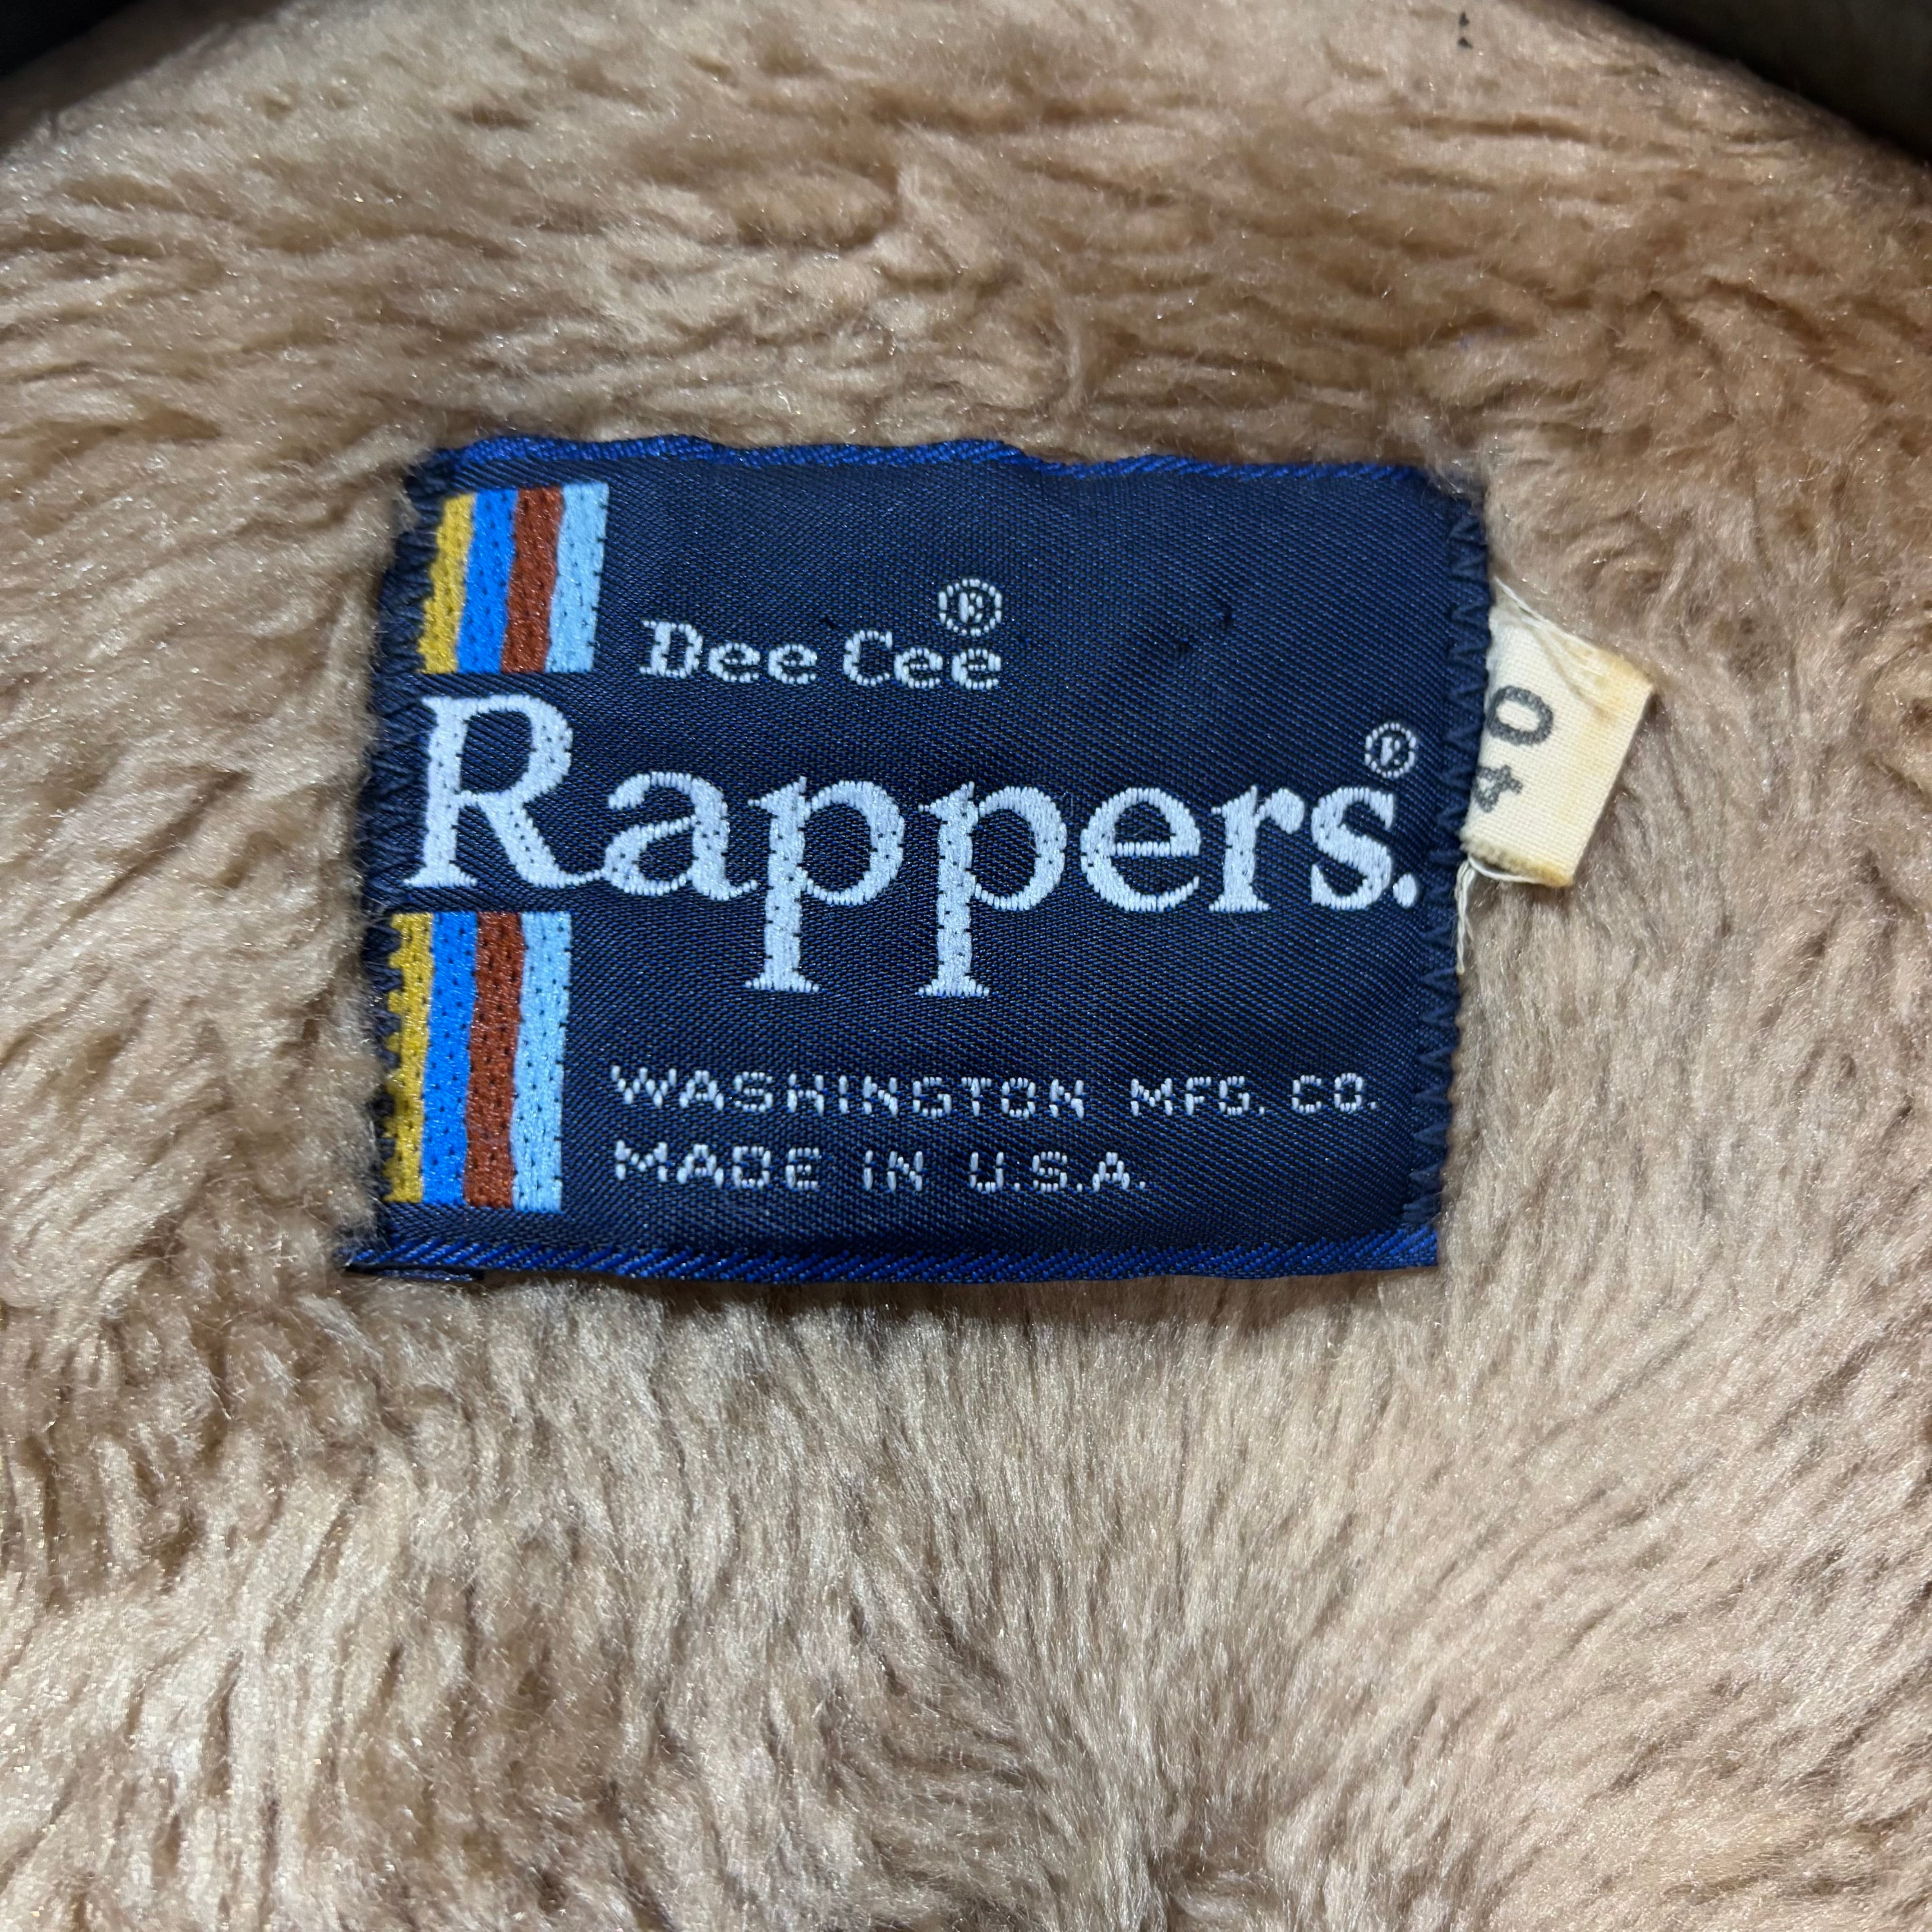 Dee Cee®
Rappers.®
WASHINGTON MFG. CO.
MADE IN U.S.A.
40